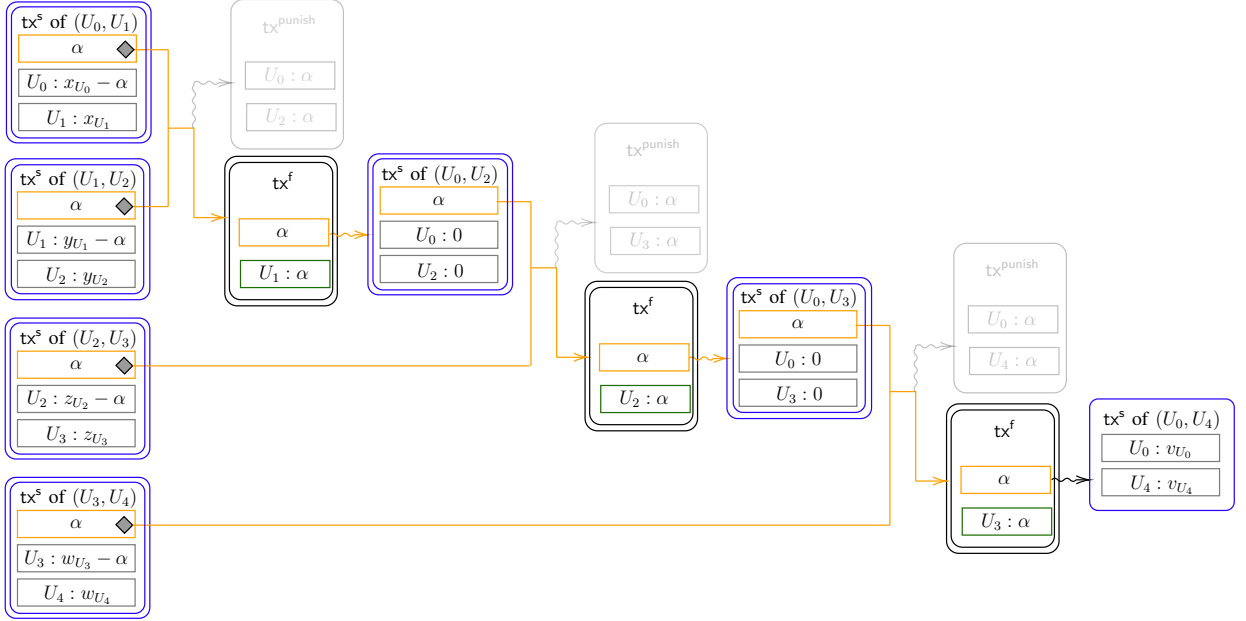 tx^s of (U_0, U_1)
α
U_0 : x_{U_0} − α
U_1 : x_{U_1}
tx^s of (U_1, U_2)
α
U_1 : y_{U_1} − α
U_2 : y_{U_2}
tx^s of (U_2, U_3)
α
U_2 : z_{U_2} − α
U_3 : z_{U_3}
tx^s of (U_3, U_4)
α
U_3 : w_{U_3} − α
U_4 : w_{U_4}
tx^punish
U_0 : α
U_2 : α
tx^f
α
U_1 : α
tx^s of (U_0, U_2)
α
U_0 : 0
U_2 : 0
tx^punish
U_0 : α
U_3 : α
tx^f
α
U_2 : α
tx^s of (U_0, U_3)
α
U_0 : 0
U_3 : 0
tx^punish
U_0 : α
U_4 : α
tx^f
α
U_3 : α
tx^s of (U_0, U_4)
U_0 : v_{U_0}
U_4 : v_{U_4}